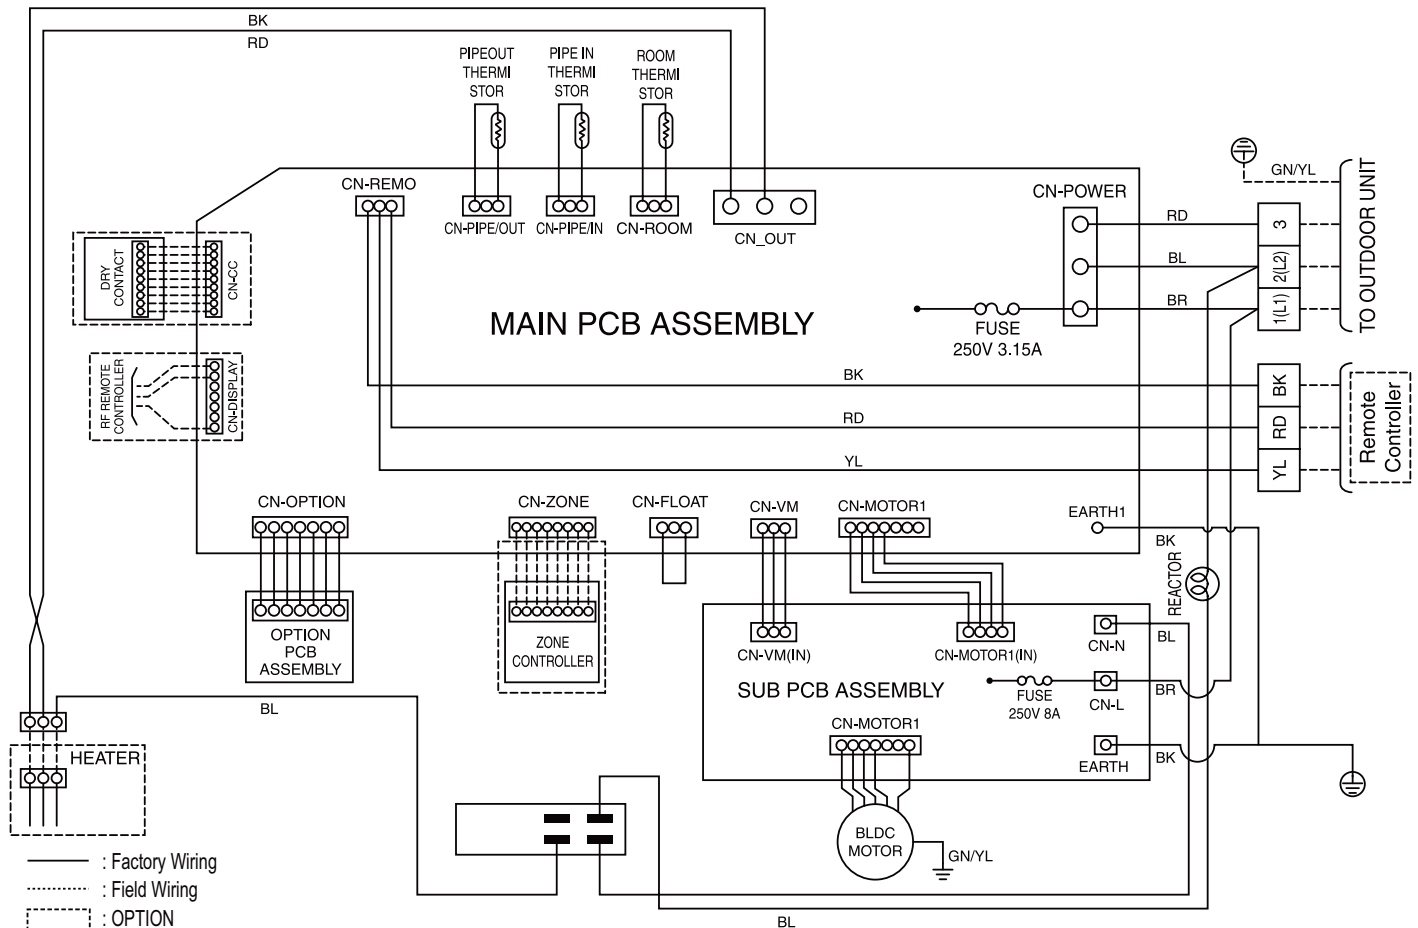 BK
RD
PIPEOUT
THERMI
STOR
PIPE IN
THERMI
STOR
ROOM
THERMI
STOR
CN-REMO
CN-PIPE/OUT
CN-PIPE/IN
CN-ROOM
CN_OUT
CN-POWER
GN/YL
RD
BL
BR
3
2(L2)
1(L1)
TO OUTDOOR UNIT
DRY
CONTACT
CN-CC
MAIN PCB ASSEMBLY
FUSE
250V 3.15A
RF REMOTE
CONTROLLER
CN-DISPLAY
BK
RD
YL
BK
RD
YL
Remote
Controller
CN-OPTION
CN-ZONE
CN-FLOAT
CN-VM
CN-MOTOR1
EARTH1
BK
REACTOR
OPTION
PCB
ASSEMBLY
ZONE
CONTROLLER
CN-VM(IN)
CN-MOTOR1(IN)
CN-N
BL
SUB PCB ASSEMBLY
FUSE
250V 8A
CN-L
BR
CN-MOTOR1
EARTH
BK
BL
HEATER
BLDC
MOTOR
GN/YL
BL
: Factory Wiring
: Field Wiring
: OPTION